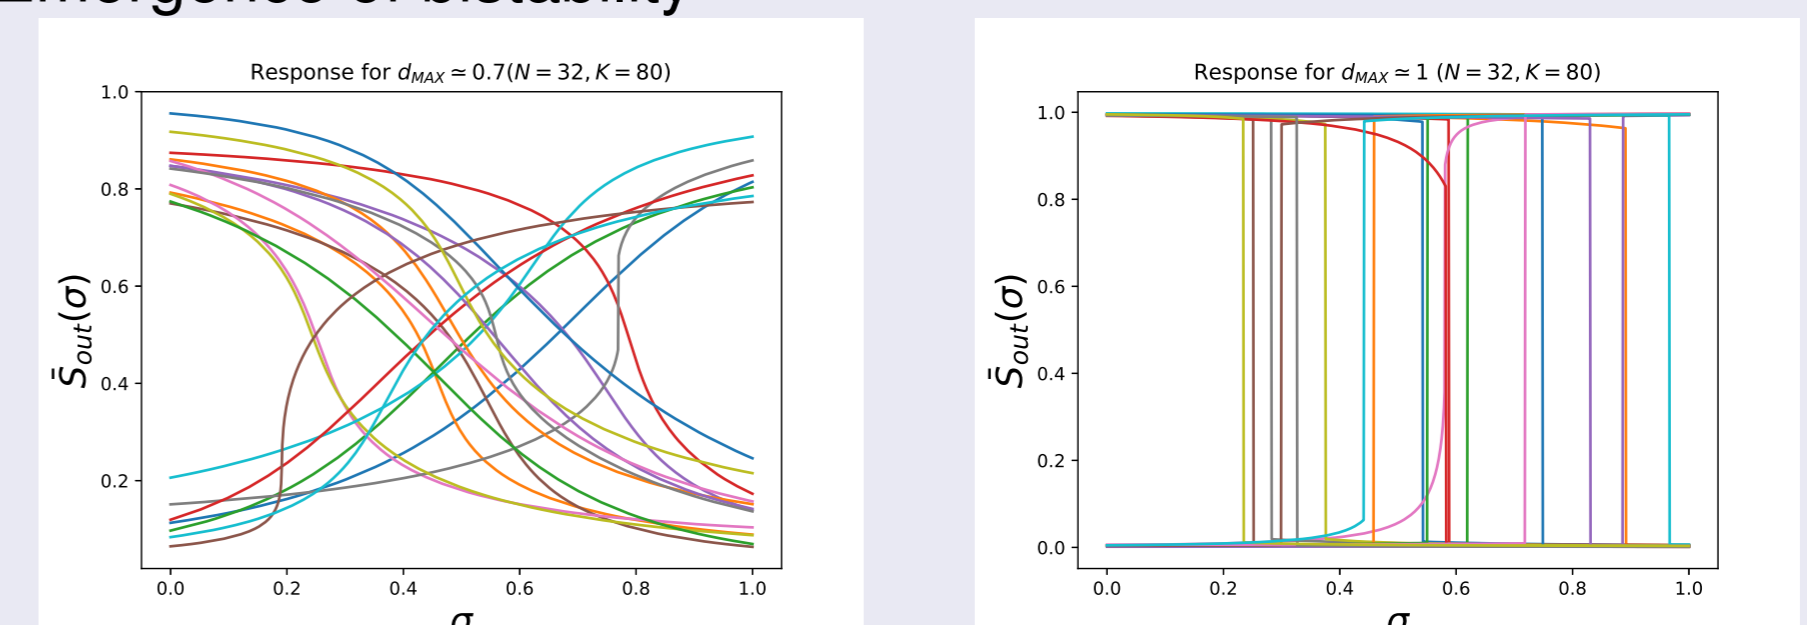 Emergence of bistability
Response for d_MAX ≃ 0.7(N = 32, K = 80)
1.0
0.8
0.6
0.4
0.2
S̄_out(σ)
0.0 0.2 0.4 0.6 0.8 1.0
σ
Response for d_MAX ≃ 1 (N = 32, K = 80)
1.0
0.8
0.6
0.4
0.2
0.0
S̄_out(σ)
0.0 0.2 0.4 0.6 0.8 1.0
σ